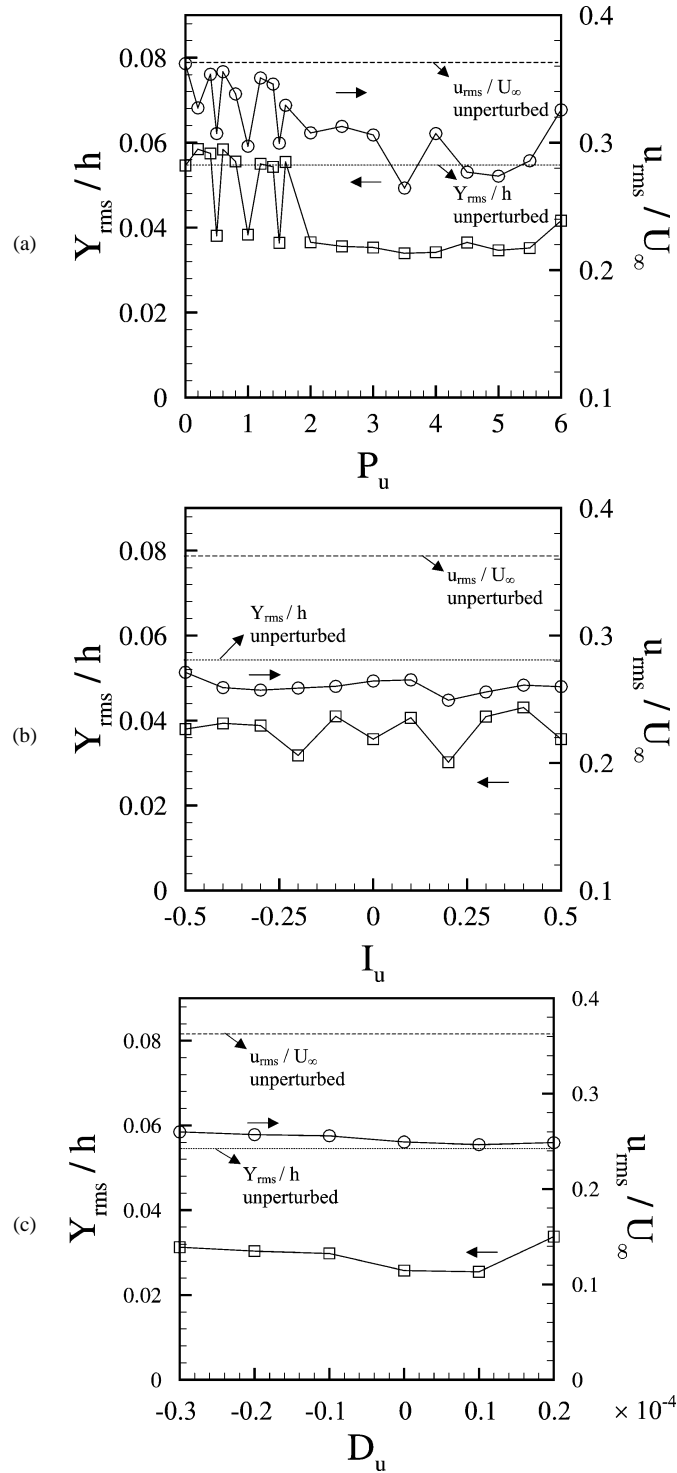 0.4
0.08
u_rms / U_∞
unperturbed
0.06
0.3
Y_rms / h
u_rms / U_∞
Y_rms / h
unperturbed
(a)
0.04
0.2
0.02
0
0.1
0 1 2 3 4 5 6
P_u
0.4
0.08
u_rms / U_∞
unperturbed
Y_rms / h
unperturbed
0.06
0.3
Y_rms / h
u_rms / U_∞
(b)
0.04
0.2
0.02
0
0.1
-0.5 -0.25 0 0.25 0.5
I_u
0.4
0.08
u_rms / U_∞
unperturbed
0.3
0.06
Y_rms / h
u_rms / U_∞
Y_rms / h
unperturbed
0.2
(c)
0.04
0.1
0.02
0
0
-0.3 -0.2 -0.1 0 0.1 0.2 × 10^-4
D_u